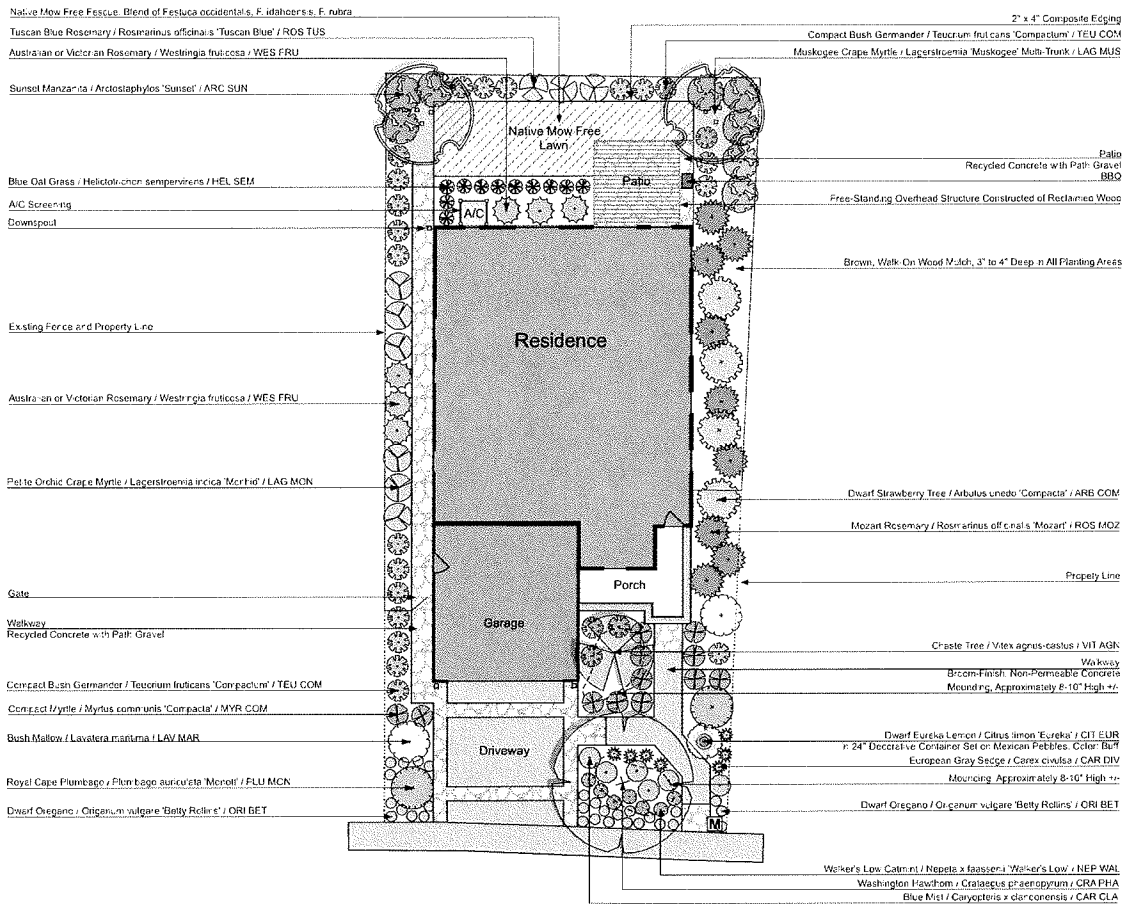 Native Mow Free Fescue, Blend of Festuca occidentalis, F. idahoensis, F. rubra
Tuscan Blue Rosemary / Rosmarinus officinalis 'Tuscan Blue' / ROS TUS
Australian or Victorian Rosemary / Westringia fruticosa / WES FRU
Sunset Manzanita / Arctostaphylos 'Sunset' / ARC SUN
Blue Oat Grass / Helictotrichon sempervirens / HEL SEM
A/C Screening
Downspout
Existing Fence and Property Line
Australian or Victorian Rosemary / Westringia fruticosa / WES FRU
Petite Orchid Crape Myrtle / Lagerstroemia indica 'Monhid' / LAG MON
Gate
Walkway
Recycled Concrete with Path Gravel
Compact Bush Germander / Teucrium fruticans 'Compactum' / TEU COM
Compact Myrtle / Myrtus communis 'Compacta' / MYR COM
Bush Mallow / Lavatera maritima / LAV MAR
Royal Cape Plumbago / Plumbago auriculata 'Monott' / PLU MON
Dwarf Oregano / Origanum vulgare 'Betty Rollins' / ORI BET
Native Mow Free
Lawn
Patio
A/C
Residence
Porch
Garage
Driveway
M
2" x 4" Composite Edging
Compact Bush Germander / Teucrium fruticans 'Compactum' / TEU COM
Muskogee Crape Myrtle / Lagerstroemia 'Muskogee' Multi-Trunk / LAG MUS
Patio
Recycled Concrete with Path Gravel
BBQ
Free-Standing Overhead Structure Constructed of Reclaimed Wood
Brown, Walk-On Wood Mulch, 3" to 4" Deep in All Planting Areas
Dwarf Strawberry Tree / Arbutus unedo 'Compacta' / ARB COM
Mozart Rosemary / Rosmarinus officinalis 'Mozart' / ROS MOZ
Propety Line
Chaste Tree / Vitex agnus-castus / VIT AGN
Walkway
Broom-Finish, Non-Permeable Concrete
Mounding, Approximately 8-10" High +/-
Dwarf Eureka Lemon / Citrus limon 'Eureka' / CIT EUR
in 24" Decorative Container Set on Mexican Pebbles. Color: Buff
European Gray Sedge / Carex divulsa / CAR DIV
Mounding, Approximately 8-10" High +/-
Dwarf Oregano / Origanum vulgare 'Betty Rollins' / ORI BET
Walker's Low Catmint / Nepeta x faassenii 'Walker's Low' / NEP WAL
Washington Hawthorn / Crataegus phaenopyrum / CRA PHA
Blue Mist / Caryopteris x clandonensis / CAR CLA